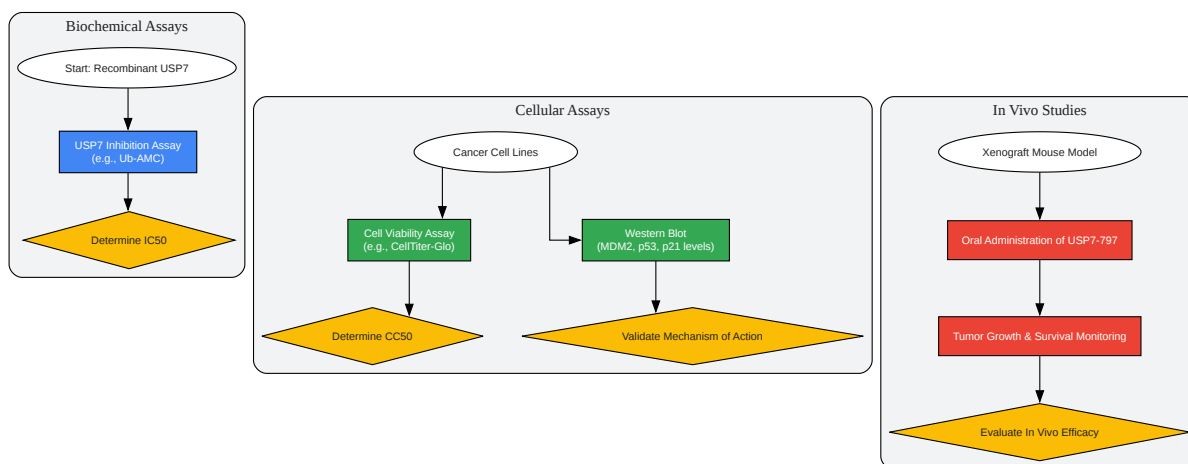 Biochemical Assays
Start: Recombinant USP7
USP7 Inhibition Assay
(e.g., Ub-AMC)
Determine IC50
Cellular Assays
Cancer Cell Lines
Cell Viability Assay
(e.g., CellTiter-Glo)
Western Blot
(MDM2, p53, p21 levels)
Determine CC50
Validate Mechanism of Action
In Vivo Studies
Xenograft Mouse Model
Oral Administration of USP7-797
Tumor Growth & Survival Monitoring
Evaluate In Vivo Efficacy